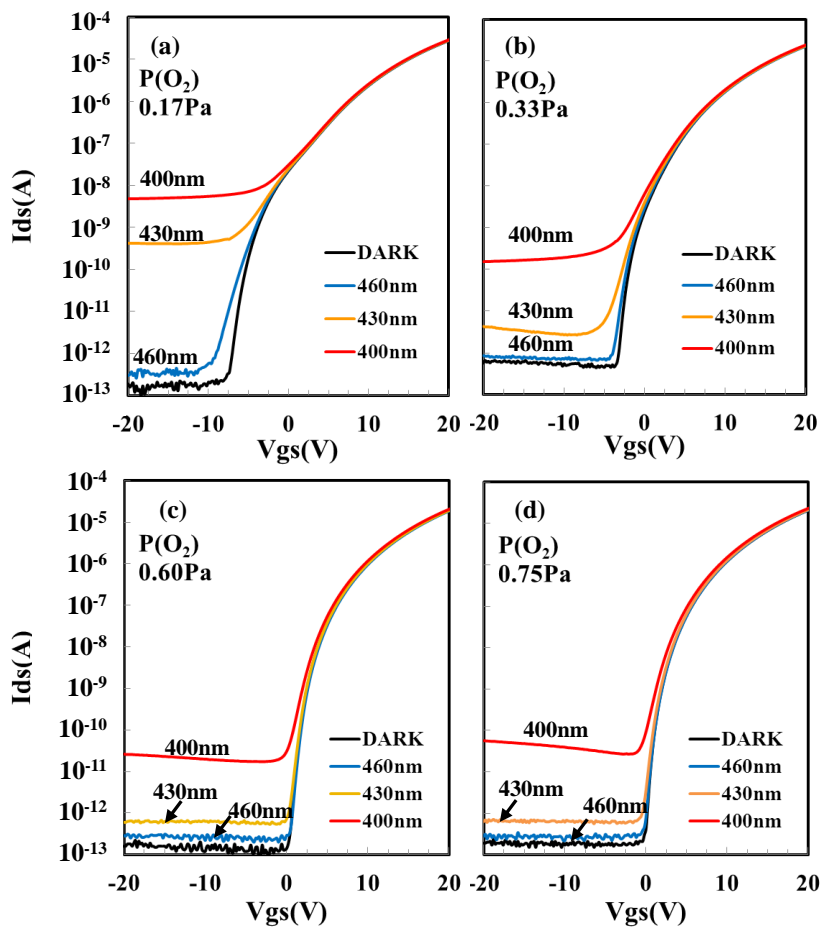 10⁻⁴
10⁻⁵
10⁻⁶
10⁻⁷
10⁻⁸
10⁻⁹
10⁻¹⁰
10⁻¹¹
10⁻¹²
10⁻¹³
Ids(A)
(a)
P(O₂)
0.17Pa
400nm
430nm
460nm
DARK
460nm
430nm
400nm
-20 -10 0 10 20
Vgs(V)
(b)
P(O₂)
0.33Pa
400nm
430nm
460nm
DARK
460nm
430nm
400nm
-20 -10 0 10 20
Vgs(V)
10⁻⁴
10⁻⁵
10⁻⁶
10⁻⁷
10⁻⁸
10⁻⁹
10⁻¹⁰
10⁻¹¹
10⁻¹²
10⁻¹³
Ids(A)
(c)
P(O₂)
0.60Pa
400nm
430nm
460nm
DARK
460nm
430nm
400nm
-20 -10 0 10 20
Vgs(V)
(d)
P(O₂)
0.75Pa
400nm
430nm
460nm
DARK
460nm
430nm
400nm
-20 -10 0 10 20
Vgs(V)